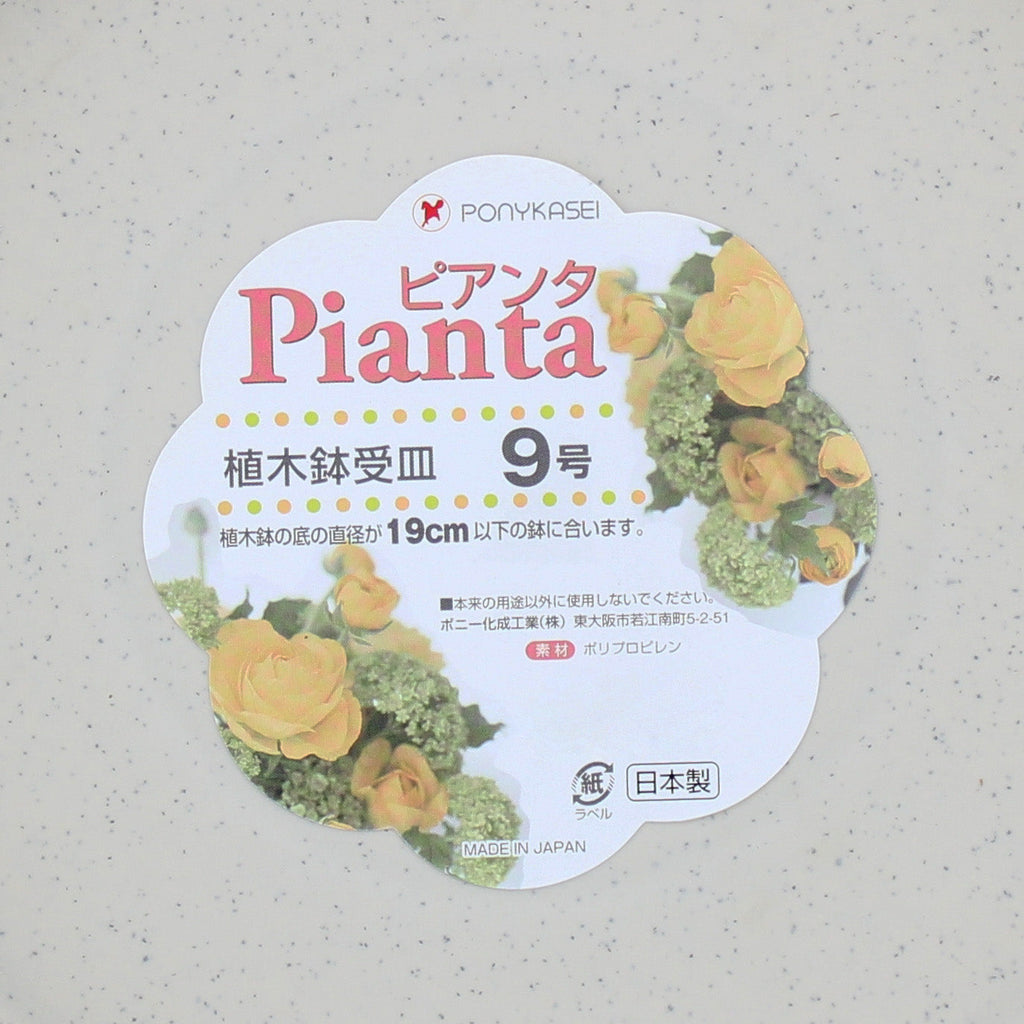 PONYKASEI
ピアンタ
Pianta
植木鉢受皿 9号
植木鉢の底の直径が19cm以下の鉢に合います。
■本来の用途以外に使用しないでください。
ポニー化成工業(株) 東大阪市若江南町5-2-51
素材 ポリプロピレン
紙 日本製
ラベル
MADE IN JAPAN